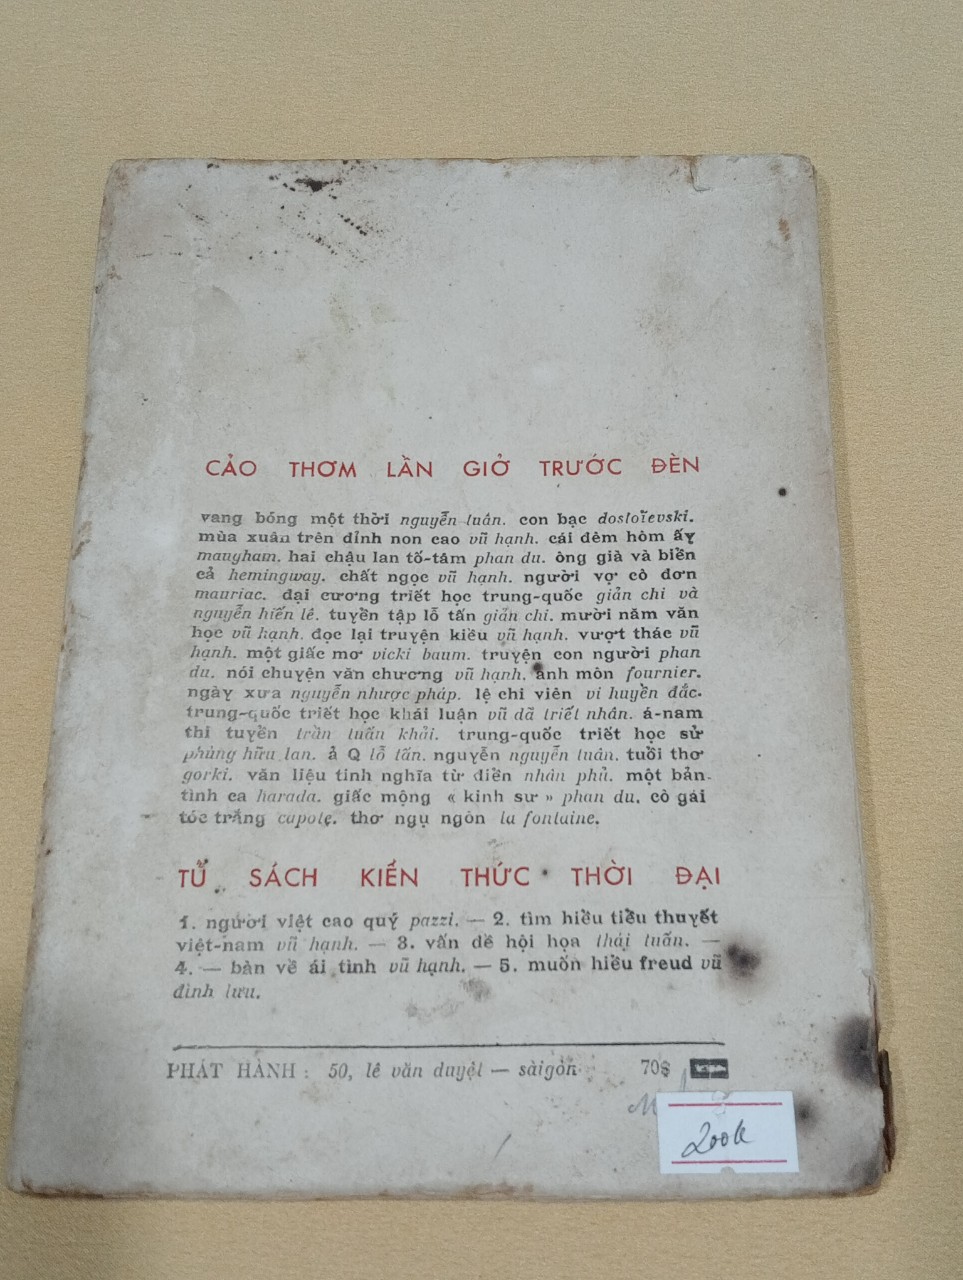 CẢO THƠM LẦN GIỞ TRƯỚC ĐÈN
vang bóng một thời nguyễn tuân. con bạc dostoïevski.
mùa xuân trên đỉnh non cao vũ hạnh. cái đêm hôm ấy
maugham. hai chậu lan tố-tâm phan du. ông già và biển
cả hemingway. chất ngọc vũ hạnh. người vợ cô đơn
mauriac. đại cương triết học trung-quốc giản chi và
nguyễn hiến lê. tuyển tập lỗ tấn giản chi. mười năm văn
học vũ hạnh. đọc lại truyện kiều vũ hạnh. vượt thác vũ
hạnh. một giấc mơ vicki baum. truyện con người phan
du. nói chuyện văn chương vũ hạnh. anh môn fournier.
ngày xưa nguyễn nhược pháp. lệ chi viên vi huyền đắc.
trung-quốc triết học khái luận vũ dã triết nhân. á-nam
thi tuyển trần tuấn khải. trung-quốc triết học sử
phùng hữu lan. ả Q lỗ tấn. nguyễn nguyễn tuân. tuổi thơ
gorki. văn liệu tinh nghĩa từ điển nhân phủ. một bản
tình ca harada. giấc mộng « kinh sư » phan du. cô gái
tóc trắng capote. thơ ngụ ngôn la fontaine.
TỦ SÁCH KIẾN THỨC THỜI ĐẠI
1. người việt cao quý pazzi. — 2. tìm hiểu tiểu thuyết
việt-nam vũ hạnh. — 3. vấn đề hội họa thái tuấn. —
4. — bàn về ái tình vũ hạnh. — 5. muốn hiểu freud vũ
đình lưu.
PHÁT HÀNH : 50, lê văn duyệt — sàigòn 70$
200k